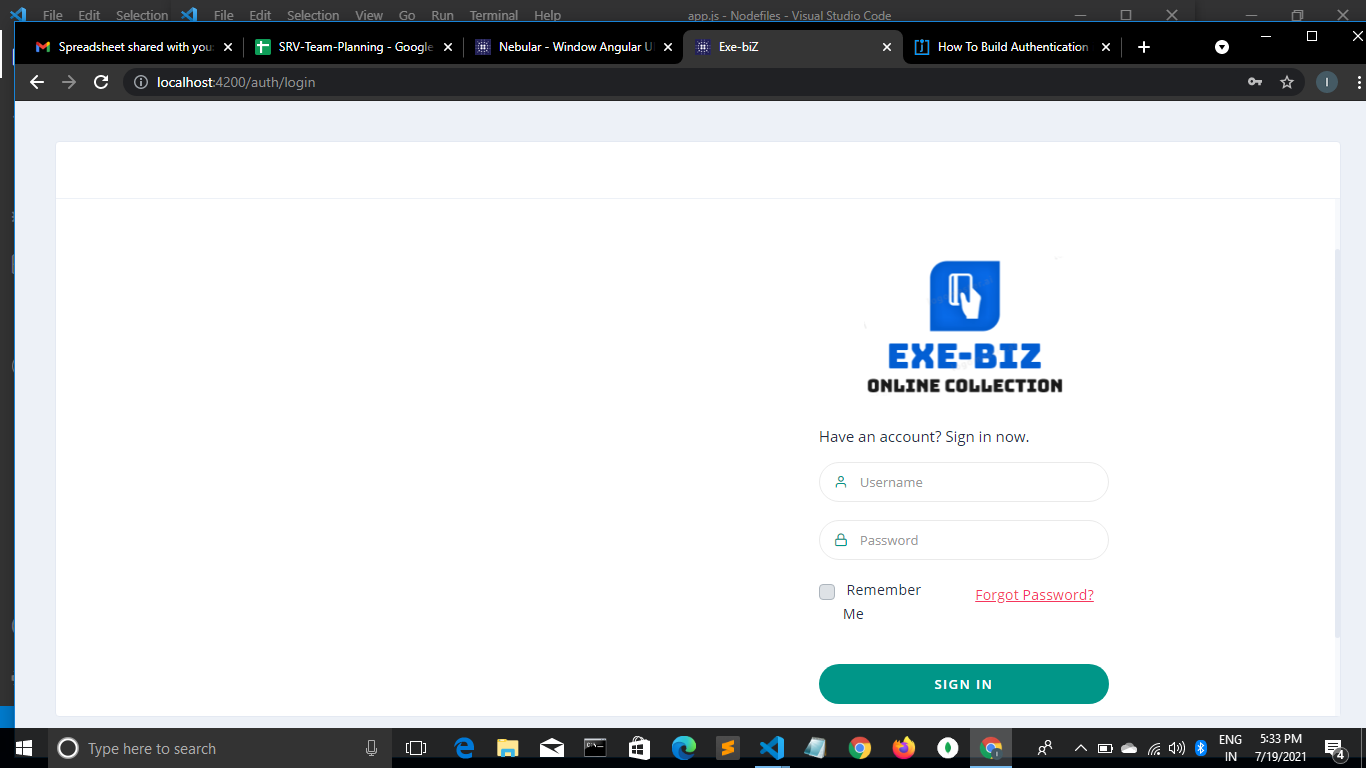 File Edit Selection File Edit Selection View Go Run Terminal Help app.js - Nodefiles - Visual Studio Code
Spreadsheet shared with you: SRV-Team-Planning - Google Nebular - Window Angular U Exe-biZ How To Build Authentication
localhost:4200/auth/login I
EXE-BIZ
ONLINE COLLECTION
Have an account? Sign in now.
Username
Password
Remember Forgot Password?
Me
SIGN IN
Type here to search
ENG 5:33 PM
IN 7/19/2021 4